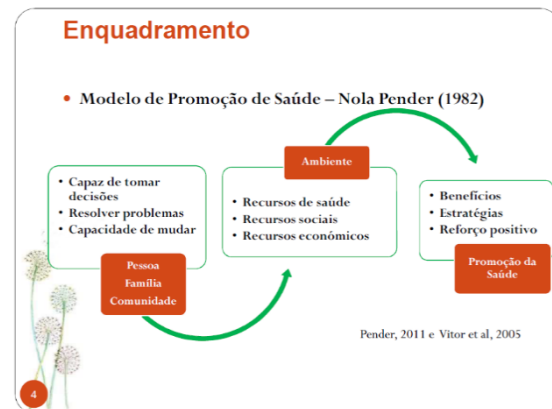 Enquadramento
• Modelo de Promoção de Saúde – Nola Pender (1982)
• Capaz de tomar
decisões
• Resolver problemas
• Capacidade de mudar
Pessoa
Família
Comunidade
Ambiente
• Recursos de saúde
• Recursos sociais
• Recursos económicos
• Benefícios
• Estratégias
• Reforço positivo
Promoção da
Saúde
Pender, 2011 e Vitor et al, 2005
4